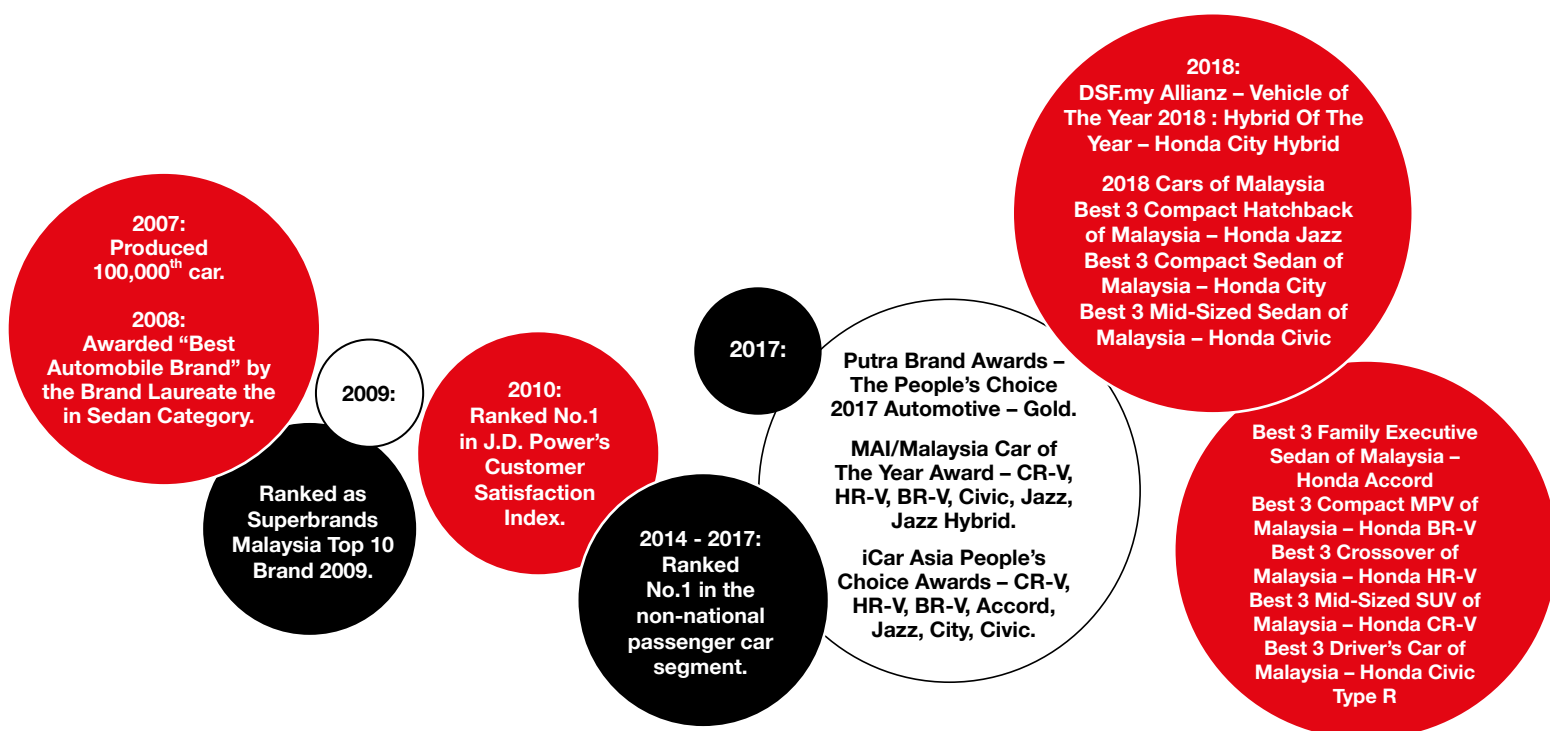 2007:
Produced
100,000th car.
2008:
Awarded “Best
Automobile Brand” by
the Brand Laureate the
in Sedan Category.
2009:
Ranked as
Superbrands
Malaysia Top 10
Brand 2009.
2010:
Ranked No.1
in J.D. Power’s
Customer
Satisfaction
Index.
2014 - 2017:
Ranked
No.1 in the
non-national
passenger car
segment.
2017:
Putra Brand Awards –
The People’s Choice
2017 Automotive – Gold.
MAI/Malaysia Car of
The Year Award – CR-V,
HR-V, BR-V, Civic, Jazz,
Jazz Hybrid.
iCar Asia People’s
Choice Awards – CR-V,
HR-V, BR-V, Accord,
Jazz, City, Civic.
2018:
DSF.my Allianz – Vehicle of
The Year 2018 : Hybrid Of The
Year – Honda City Hybrid
2018 Cars of Malaysia
Best 3 Compact Hatchback
of Malaysia – Honda Jazz
Best 3 Compact Sedan of
Malaysia – Honda City
Best 3 Mid-Sized Sedan of
Malaysia – Honda Civic
Best 3 Family Executive
Sedan of Malaysia –
Honda Accord
Best 3 Compact MPV of
Malaysia – Honda BR-V
Best 3 Crossover of
Malaysia – Honda HR-V
Best 3 Mid-Sized SUV of
Malaysia – Honda CR-V
Best 3 Driver’s Car of
Malaysia – Honda Civic
Type R